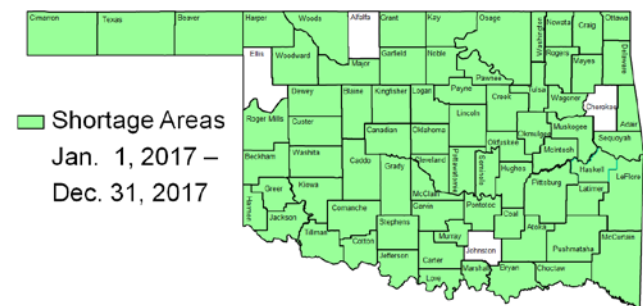 Cimarron Texas Beaver Harper Woods Alfalfa Grant Kay Osage Washington Nowata Craig Ottawa
Ellis Woodward Major Garfield Noble Pawnee Rogers Mayes Delaware
Dewey Blaine Kingfisher Logan Payne Creek Tulsa Wagoner Cherokee Adair
Shortage Areas
Jan. 1, 2017 –
Dec. 31, 2017
Roger Mills Custer Canadian Oklahoma Lincoln Okfuskee Okmulgee Muskogee Sequoyah
Beckham Washita Caddo Grady Cleveland Pottawatomie Seminole Hughes McIntosh Haskell LeFlore
Greer Kiowa McClain Pittsburg Latimer
Harmon Jackson Comanche Garvin Pontotoc Coal
Tillman Cotton Stephens Murray Johnston Atoka Pushmataha McCurtain
Jefferson Carter Love Marshall Bryan Choctaw